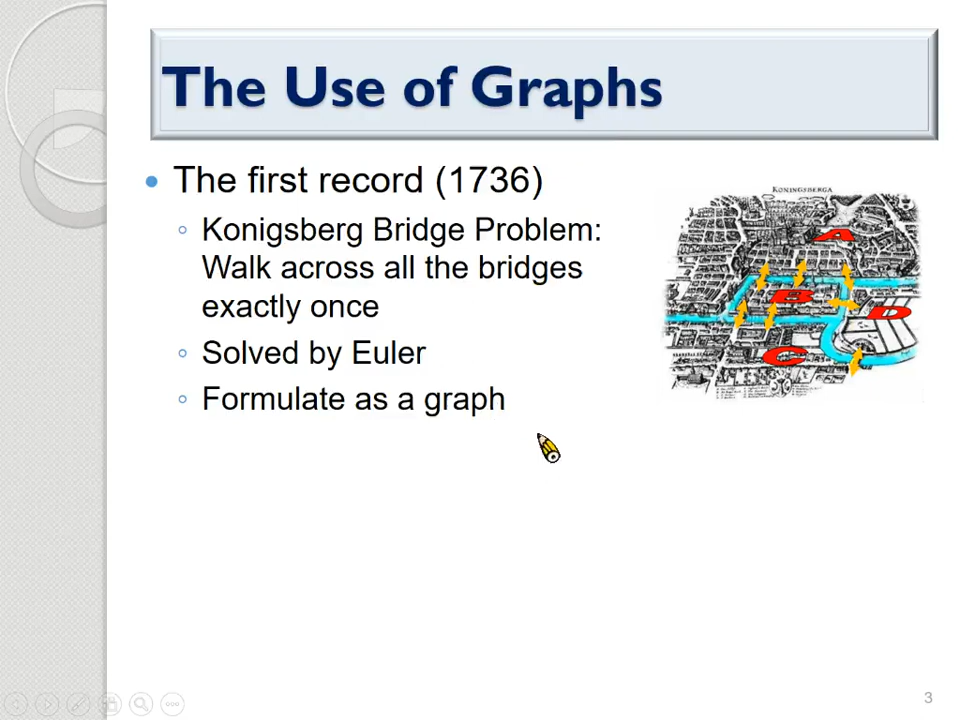 The Use of Graphs
The first record (1736)
Konigsberg Bridge Problem:
Walk across all the bridges
exactly once
Solved by Euler
Formulate as a graph
KONINGSBERGA
A
B
D
C
3